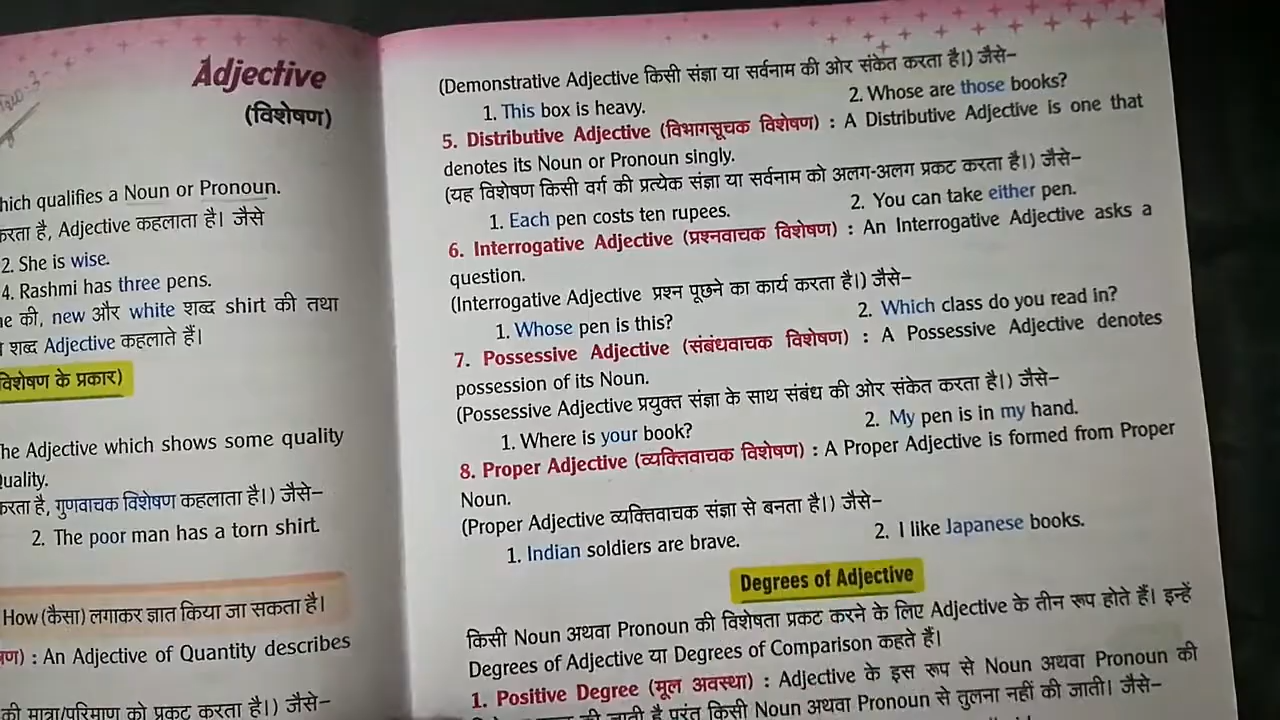 Adjective
(विशेषण)
which qualifies a Noun or Pronoun.
करता है, Adjective कहलाता है। जैसे
2. She is wise.
4. Rashmi has three pens.
की, new और white शब्द shirt की तथा
शब्द Adjective कहलाते हैं।
विशेषण के प्रकार)
The Adjective which shows some quality
Quality.
करता है, गुणवाचक विशेषण कहलाता है।) जैसे–
2. The poor man has a torn shirt.
How (कैसा) लगाकर ज्ञात किया जा सकता है।
: An Adjective of Quantity describes
की मात्रा/परिमाण को प्रकट करता है।) जैसे–
(Demonstrative Adjective किसी संज्ञा या सर्वनाम की ओर संकेत करता है।) जैसे–
1. This box is heavy. 2. Whose are those books?
5. Distributive Adjective (विभागसूचक विशेषण) : A Distributive Adjective is one that
denotes its Noun or Pronoun singly.
(यह विशेषण किसी वर्ग की प्रत्येक संज्ञा या सर्वनाम को अलग-अलग प्रकट करता है।) जैसे–
1. Each pen costs ten rupees. 2. You can take either pen.
6. Interrogative Adjective (प्रश्नवाचक विशेषण) : An Interrogative Adjective asks a
question.
(Interrogative Adjective प्रश्न पूछने का कार्य करता है।) जैसे–
1. Whose pen is this? 2. Which class do you read in?
7. Possessive Adjective (संबंधवाचक विशेषण) : A Possessive Adjective denotes
possession of its Noun.
(Possessive Adjective प्रयुक्त संज्ञा के साथ संबंध की ओर संकेत करता है।) जैसे–
1. Where is your book? 2. My pen is in my hand.
8. Proper Adjective (व्यक्तिवाचक विशेषण) : A Proper Adjective is formed from Proper
Noun.
(Proper Adjective व्यक्तिवाचक संज्ञा से बनता है।) जैसे–
1. Indian soldiers are brave. 2. I like Japanese books.
Degrees of Adjective
किसी Noun अथवा Pronoun की विशेषता प्रकट करने के लिए Adjective के तीन रूप होते हैं। इन्हें
Degrees of Adjective या Degrees of Comparison कहते हैं।
1. Positive Degree (मूल अवस्था) : Adjective के इस रूप से Noun अथवा Pronoun की
की जाती है परंतु किसी Noun अथवा Pronoun से तुलना नहीं की जाती। जैसे–